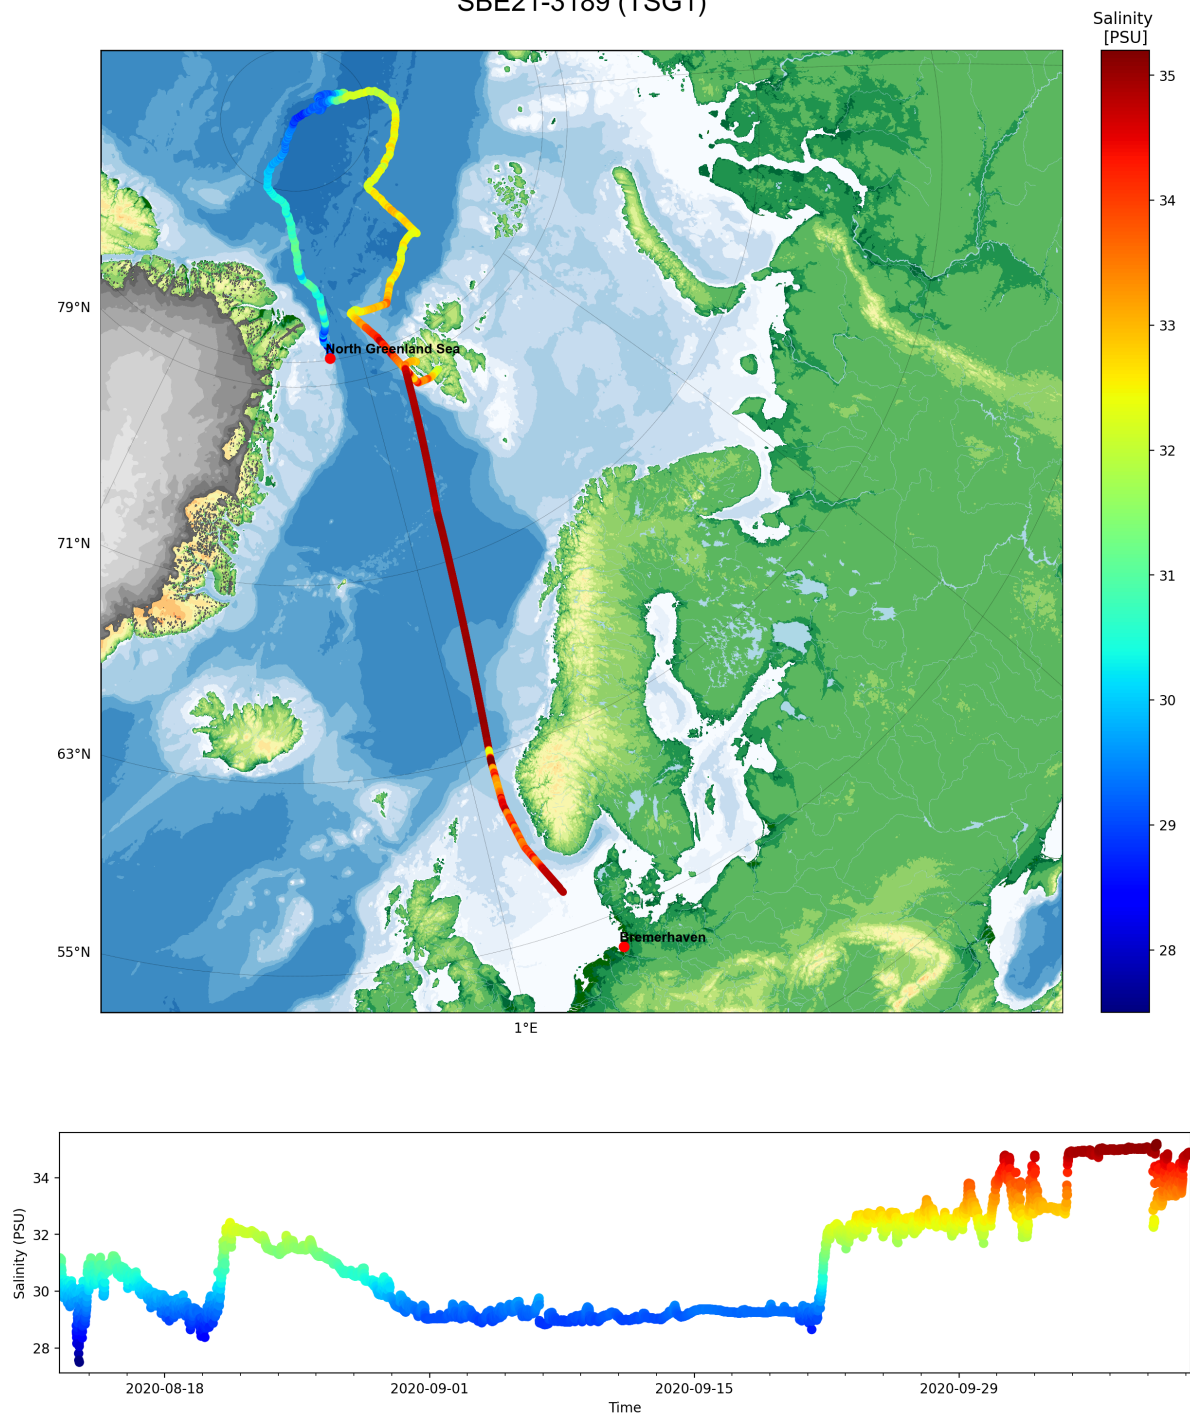 SBE21-3189 (TSG1)
Salinity
[PSU]
35
34
33
32
31
30
29
28
79°N
71°N
63°N
55°N
1°E
North Greenland Sea
Bremerhaven
Salinity (PSU)
34
32
30
28
2020-08-18
2020-09-01
2020-09-15
2020-09-29
Time